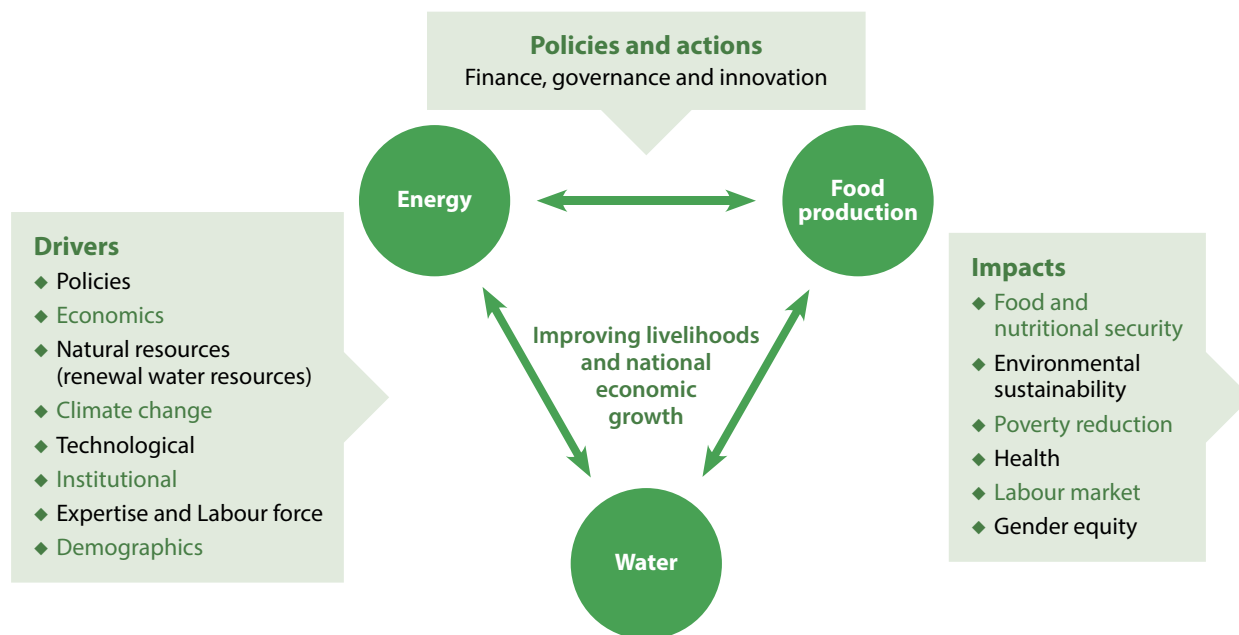 Policies and actions
Finance, governance and innovation
Energy
Food
production
Drivers
Policies
Economics
Natural resources
(renewal water resources)
Climate change
Technological
Institutional
Expertise and Labour force
Demographics
Improving livelihoods
and national
economic
growth
Water
Impacts
Food and
nutritional security
Environmental
sustainability
Poverty reduction
Health
Labour market
Gender equity